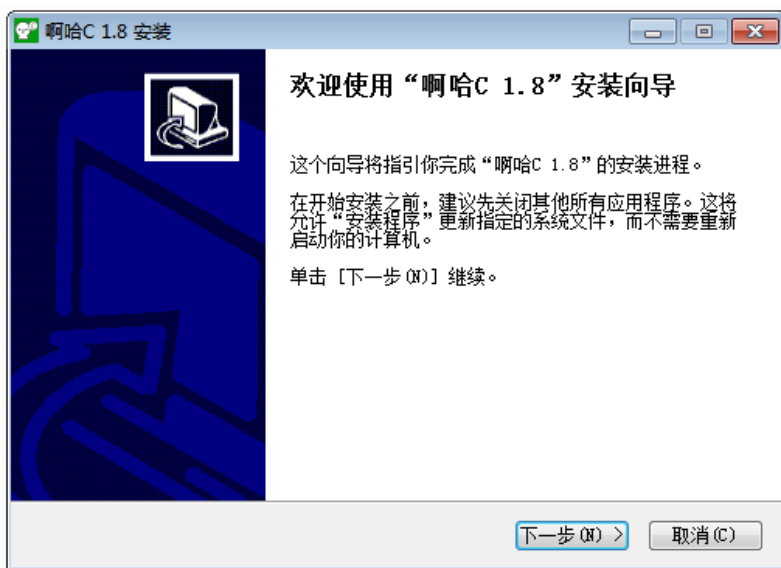 啊哈C 1.8 安装
欢迎使用“啊哈C 1.8”安装向导
这个向导将指引你完成“啊哈C 1.8”的安装进程。
在开始安装之前，建议先关闭其他所有应用程序。这将
允许“安装程序”更新指定的系统文件，而不需要重新
启动你的计算机。
单击 [下一步(N)] 继续。
下一步(N) >
取消(C)